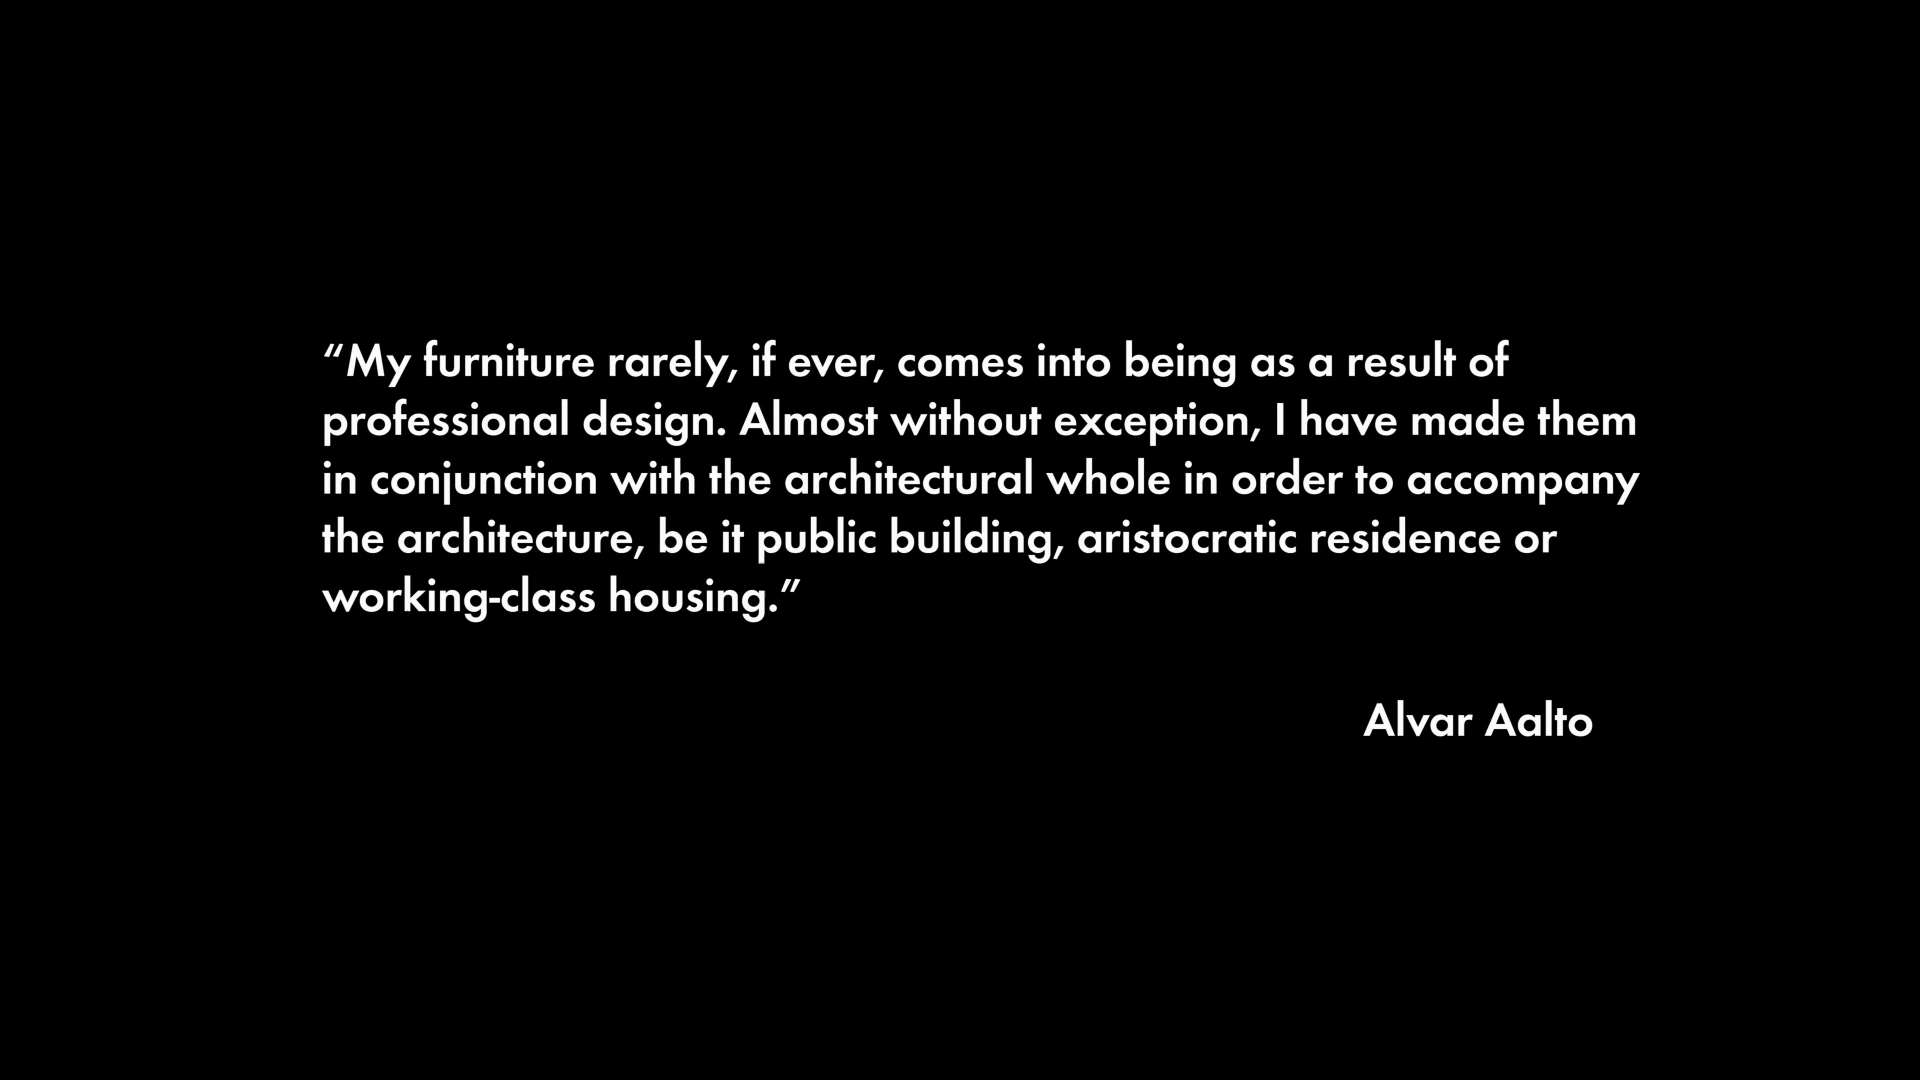 “My furniture rarely, if ever, comes into being as a result of
professional design. Almost without exception, I have made them
in conjunction with the architectural whole in order to accompany
the architecture, be it public building, aristocratic residence or
working-class housing.”
Alvar Aalto